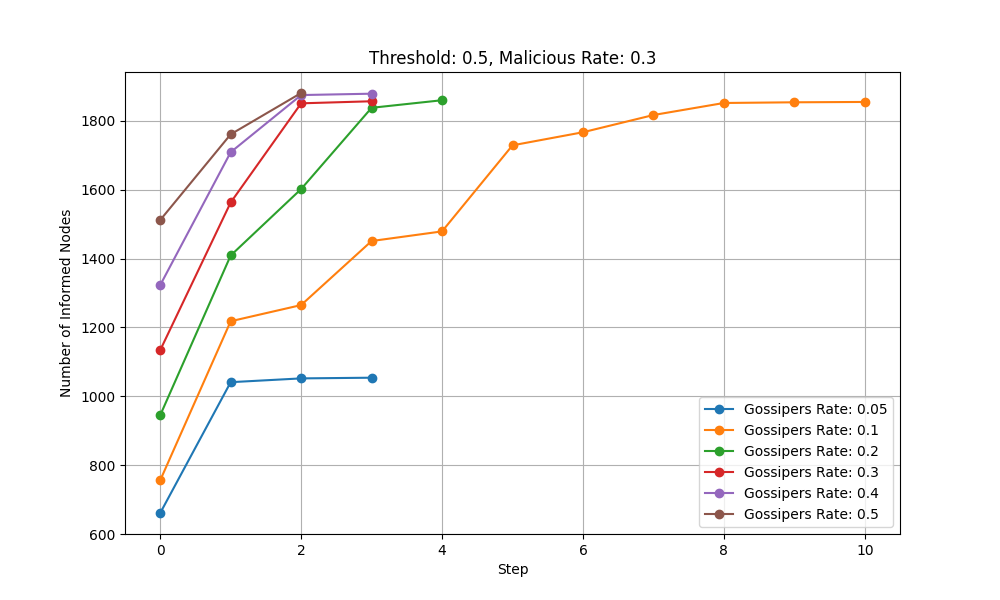 Threshold: 0.5, Malicious Rate: 0.3
Number of Informed Nodes
1800
1600
1400
1200
1000
800
600
0 2 4 6 8 10
Step
Gossipers Rate: 0.05
Gossipers Rate: 0.1
Gossipers Rate: 0.2
Gossipers Rate: 0.3
Gossipers Rate: 0.4
Gossipers Rate: 0.5